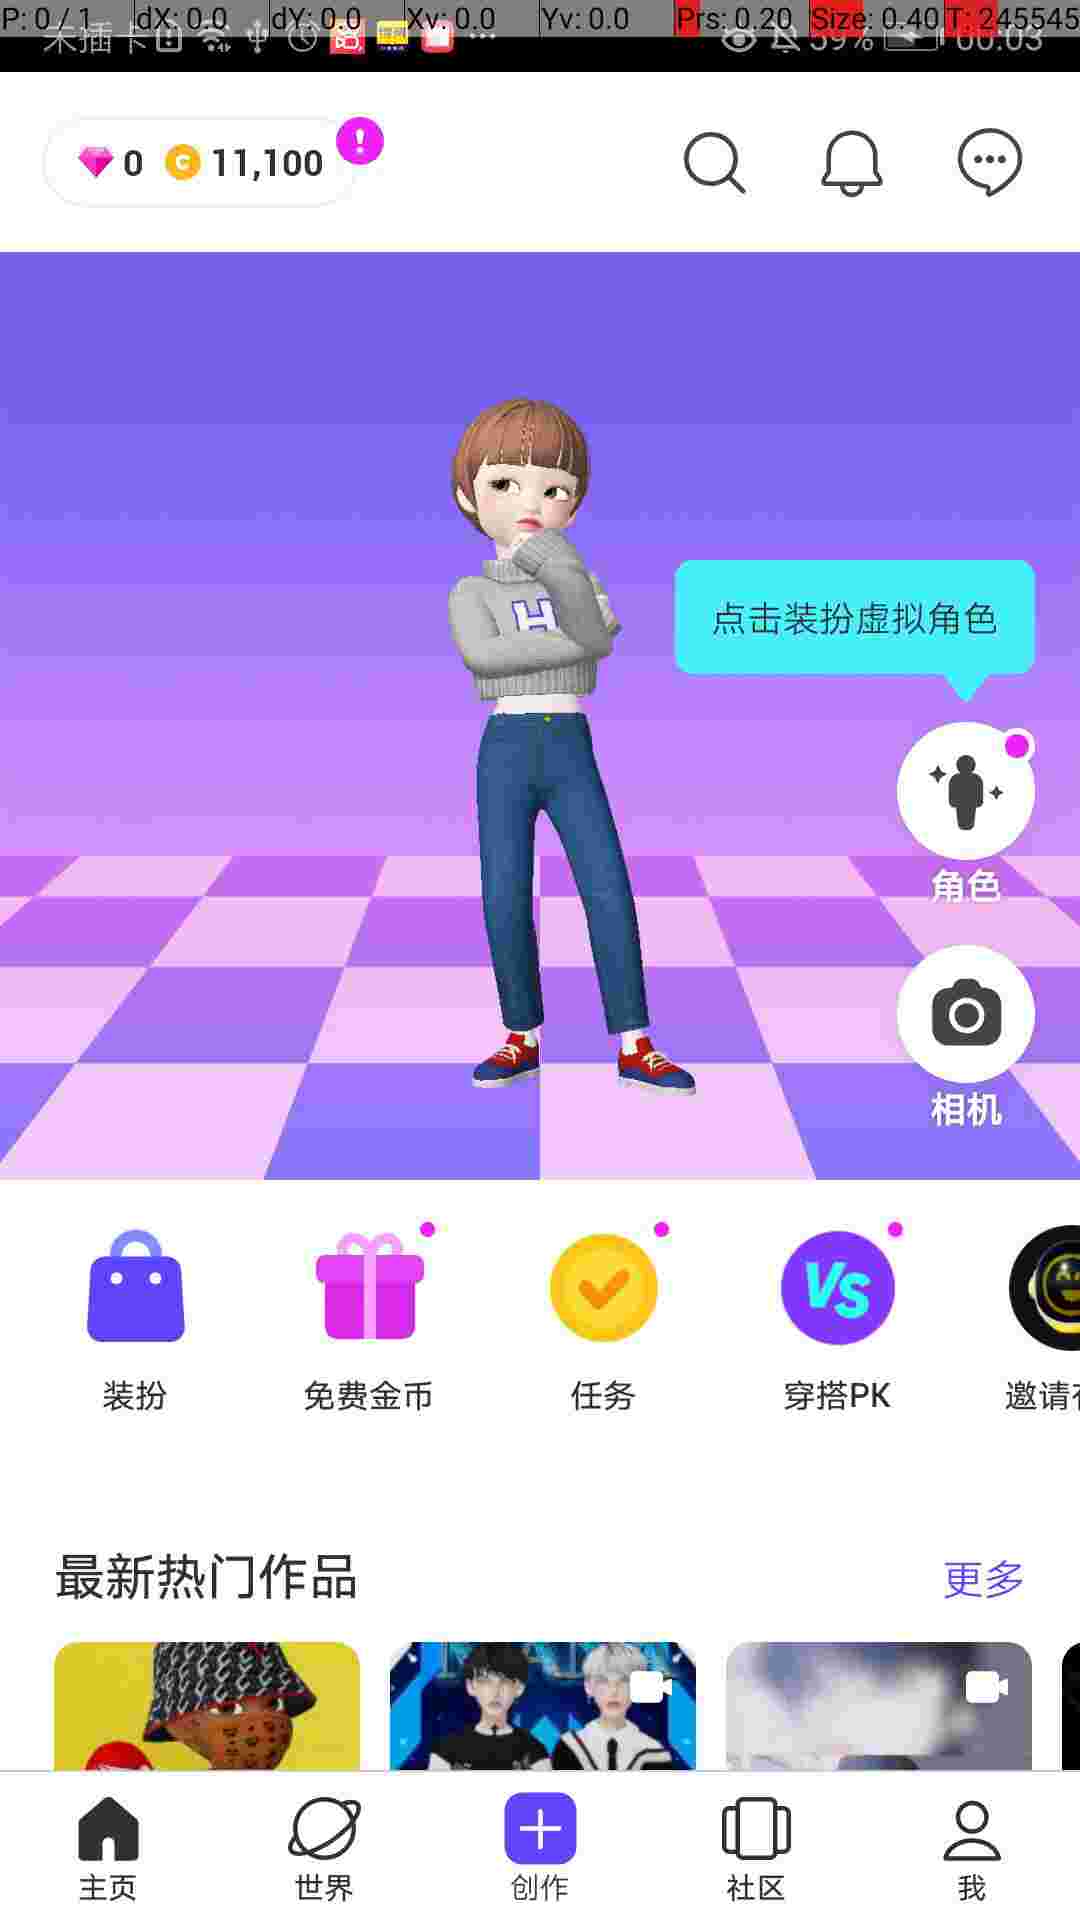 P: 0 / 1 dX: 0.0 dY: 0.0 Xv: 0.0 Yv: 0.0 Prs: 0.20 Size: 0.40 T: 245545
未插卡 59% 00:03
0 C 11,100 !
点击装扮虚拟角色
角色
相机
VS
装扮 免费金币 任务 穿搭PK 邀请
最新热门作品 更多
主页 世界 创作 社区 我